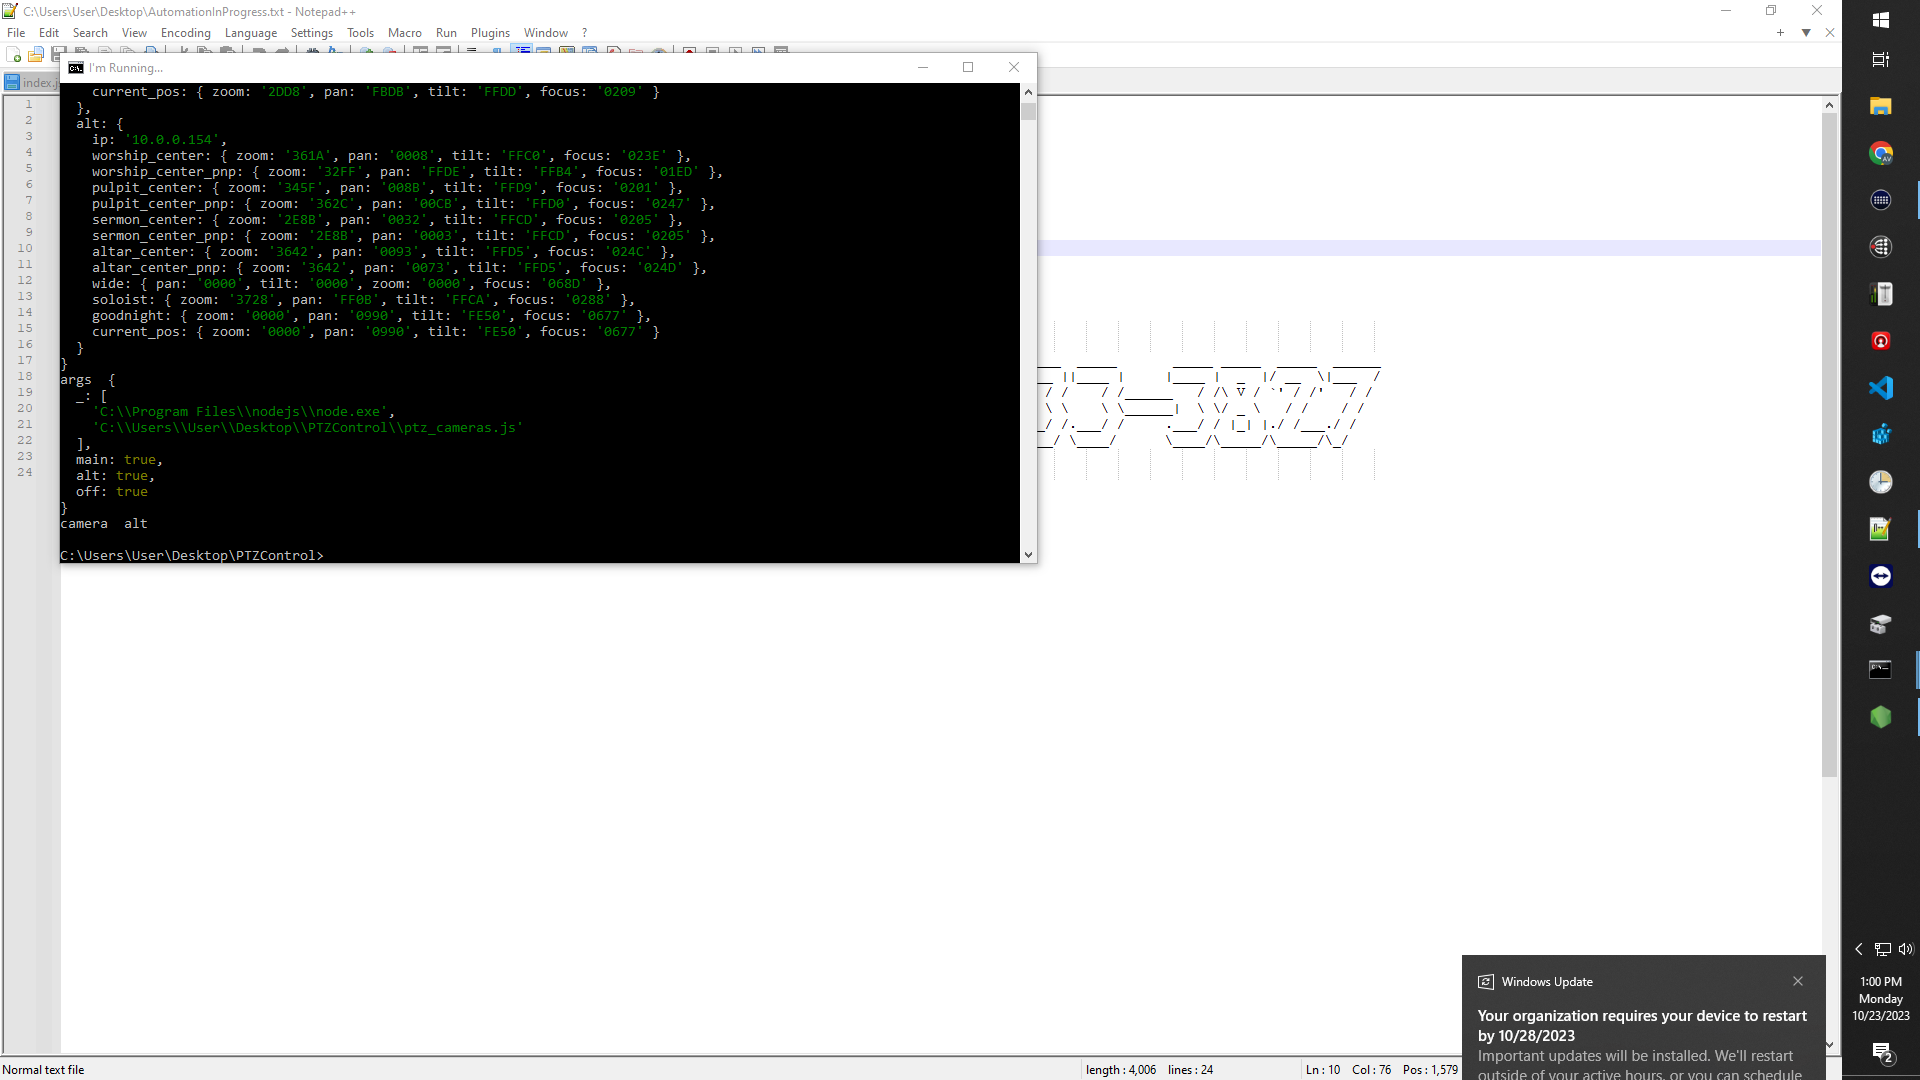 C:\Users\User\Desktop\AutomationInProgress.txt - Notepad++
File Edit Search View Encoding Language Settings Tools Macro Run Plugins Window ?
I'm Running...
index.j
1
2
3
4
5
6
7
8
9
10
11
12
13
14
15
16
17
18
19
20
21
22
23
24
current_pos: { zoom: '2DD8', pan: 'FBDB', tilt: 'FFDD', focus: '0209' }
},
alt: {
ip: '10.0.0.154',
worship_center: { zoom: '361A', pan: '0008', tilt: 'FFC0', focus: '023E' },
worship_center_pnp: { zoom: '32FF', pan: 'FFDE', tilt: 'FFB4', focus: '01ED' },
pulpit_center: { zoom: '345F', pan: '008B', tilt: 'FFD9', focus: '0201' },
pulpit_center_pnp: { zoom: '362C', pan: '00CB', tilt: 'FFD0', focus: '0247' },
sermon_center: { zoom: '2E8B', pan: '0032', tilt: 'FFCD', focus: '0205' },
sermon_center_pnp: { zoom: '2E8B', pan: '0003', tilt: 'FFCD', focus: '0205' },
altar_center: { zoom: '3642', pan: '0093', tilt: 'FFD5', focus: '024C' },
altar_center_pnp: { zoom: '3642', pan: '0073', tilt: 'FFD5', focus: '024D' },
wide: { pan: '0000', tilt: '0000', zoom: '0000', focus: '068D' },
soloist: { zoom: '3728', pan: 'FF0B', tilt: 'FFCA', focus: '0288' },
goodnight: { zoom: '0000', pan: '0990', tilt: 'FE50', focus: '0677' },
current_pos: { zoom: '0000', pan: '0990', tilt: 'FE50', focus: '0677' }
}
}
args {
_: [
'C:\\Program Files\\nodejs\\node.exe',
'C:\\Users\\User\\Desktop\\PTZControl\\ptz_cameras.js'
],
main: true,
alt: true,
off: true
}
camera alt
C:\Users\User\Desktop\PTZControl>
3-3827
Windows Update
Your organization requires your device to restart
by 10/28/2023
Important updates will be installed. We'll restart
outside of your active hours, or you can schedule
1:00 PM
Monday
10/23/2023
2
Normal text file length : 4,006 lines : 24 Ln : 10 Col : 76 Pos : 1,579